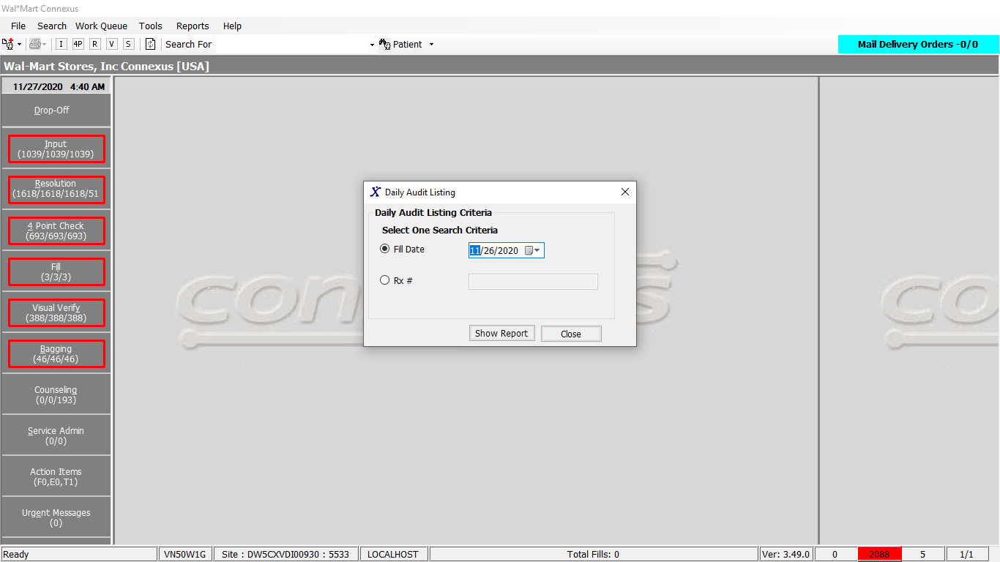 Wal*Mart Connexus
File Search Work Queue Tools Reports Help
I 4P R V S Search For Patient Mail Delivery Orders -0/0
Wal-Mart Stores, Inc Connexus [USA]
11/27/2020 4:40 AM
Drop-Off
Input
(1039/1039/1039)
Resolution
(1618/1618/1618/51
4 Point Check
(693/693/693)
Fill
(3/3/3)
Visual Verify
(388/388/388)
Bagging
(46/46/46)
Counseling
(0/0/193)
Service Admin
(0/0)
Action Items
(F0,E0,T1)
Urgent Messages
(0)
Daily Audit Listing
Daily Audit Listing Criteria
Select One Search Criteria
Fill Date 11/26/2020
Rx #
Show Report Close
con s
co
Ready VN50W1G Site : DW5CXVDI00930 : 5533 LOCALHOST Total Fills: 0 Ver: 3.49.0 0 2088 5 1/1